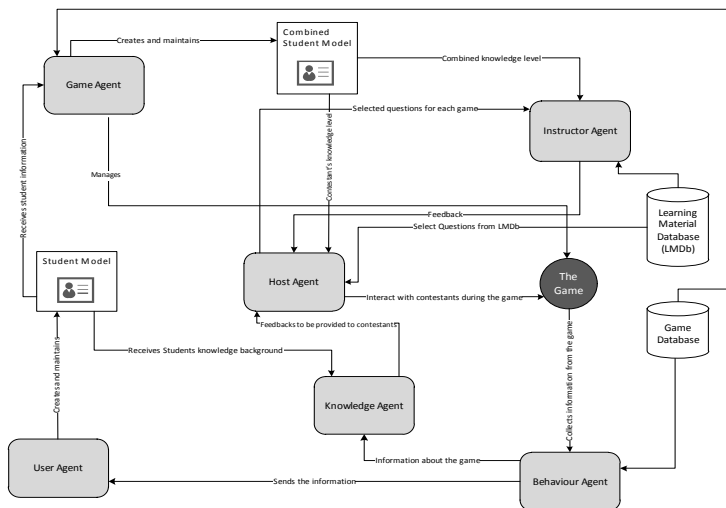 Creates and maintains
Combined
Student Model
Combined knowledge level
Game Agent
Selected questions for each game
Instructor Agent
Receives student information
Manages
Contestant's knowledge level
Feedback
Select Questions from LMDb
Learning
Material
Database
(LMDb)
Student Model
Host Agent
The
Game
Interact with contestants during the game
Game
Database
Feedbacks to be provided to contestants
Receives Students knowledge background
Creates and maintains
Collects information from the game
Knowledge Agent
Information about the game
User Agent
Sends the information
Behaviour Agent